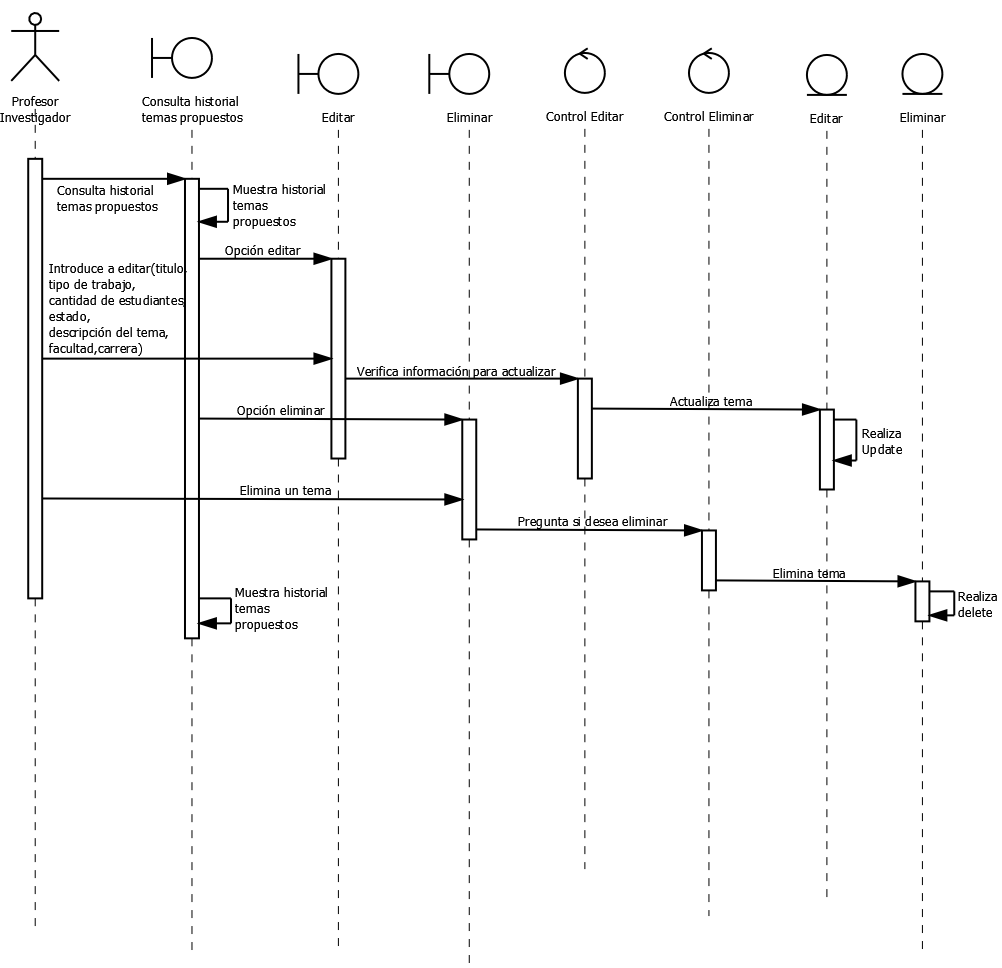 Profesor
Investigador
Consulta historial
temas propuestos
Editar
Eliminar
Control Editar
Control Eliminar
Editar
Eliminar
Consulta historial
temas propuestos
Muestra historial
temas
propuestos
Opción editar
Introduce a editar(titulo,
tipo de trabajo,
cantidad de estudiantes,
estado,
descripción del tema,
facultad,carrera)
Verifica información para actualizar
Actualiza tema
Opción eliminar
Realiza
Update
Elimina un tema
Pregunta si desea eliminar
Elimina tema
Realiza
delete
Muestra historial
temas
propuestos